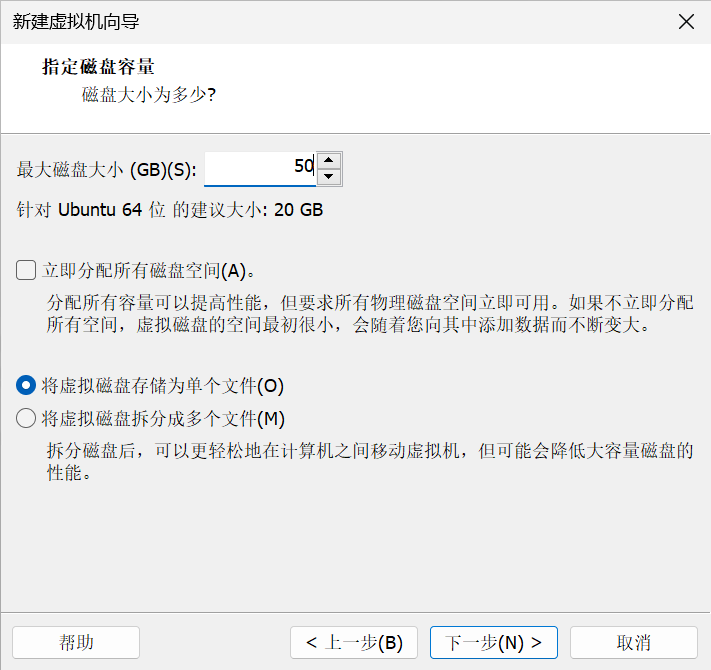 新建虚拟机向导
指定磁盘容量
磁盘大小为多少?
最大磁盘大小 (GB)(S): 50
针对 Ubuntu 64 位 的建议大小: 20 GB
立即分配所有磁盘空间(A)。
分配所有容量可以提高性能，但要求所有物理磁盘空间立即可用。如果不立即分配
所有空间，虚拟磁盘的空间最初很小，会随着您向其中添加数据而不断变大。
将虚拟磁盘存储为单个文件(O)
将虚拟磁盘拆分成多个文件(M)
拆分磁盘后，可以更轻松地在计算机之间移动虚拟机，但可能会降低大容量磁盘的
性能。
帮助 < 上一步(B) 下一步(N) > 取消